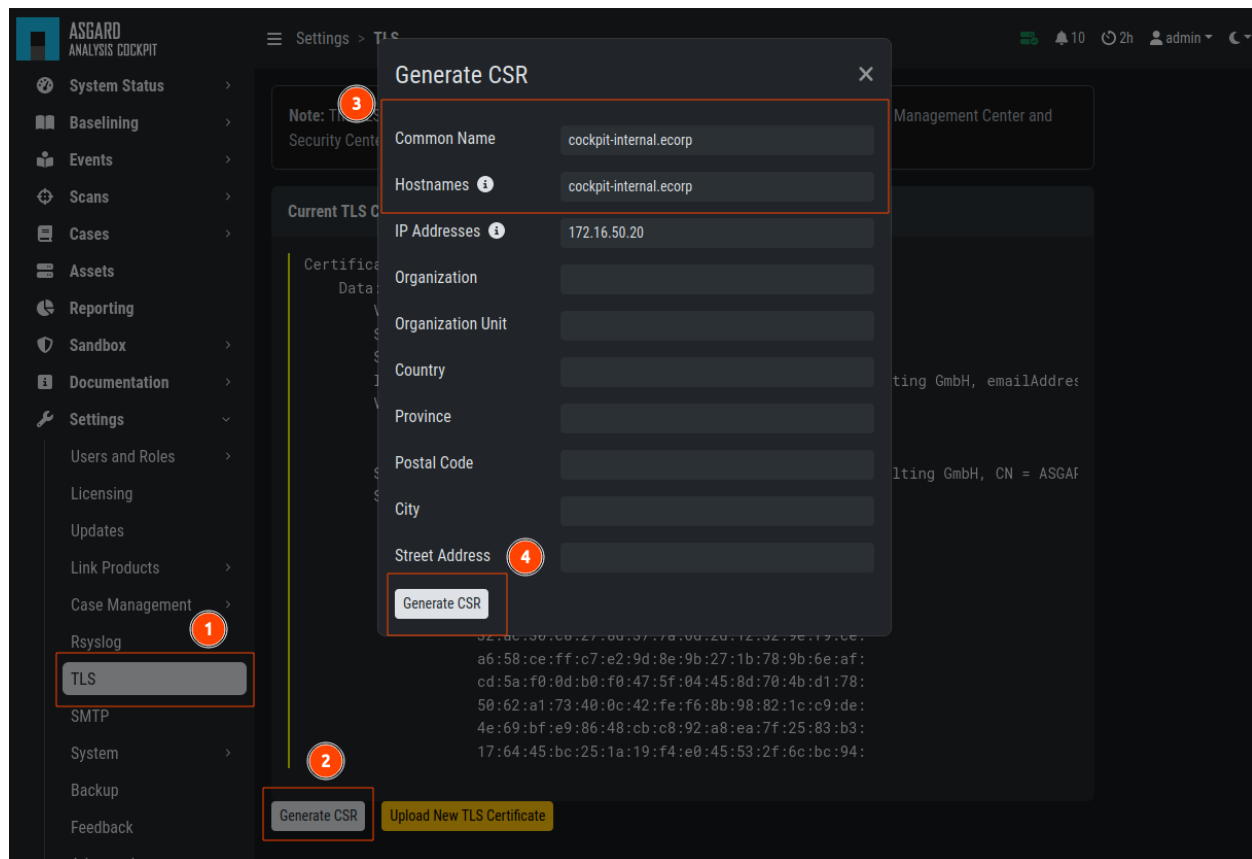 ASGARD
ANALYSIS COCKPIT
Settings > TLS
10 2h admin
System Status
Baselining
Events
Scans
Cases
Assets
Reporting
Sandbox
Documentation
Settings
Users and Roles
Licensing
Updates
Link Products
Case Management
Rsyslog
1
TLS
SMTP
System
Backup
Feedback
Note: Management Center and
Security
Current TLS
Data:
ting GmbH,
lting GmbH, CN =
Generate CSR
3
Common Name cockpit-internal.ecorp
Hostnames cockpit-internal.ecorp
IP Addresses 172.16.50.20
Organization
Organization Unit
Country
Province
Postal Code
City
Street Address
4
Generate CSR
a6:58:ce:ff:c7:e2:9d:8e:9b:27:1b:78:9b:6e:af:
cd:5a:f0:0d:b0:f0:47:5f:04:45:8d:70:4b:d1:78:
50:62:a1:73:40:0c:42:fe:f6:8b:98:82:1c:c9:de:
4e:69:bf:e9:86:48:cb:c8:92:a8:ea:7f:25:83:b3:
17:64:45:bc:25:1a:19:f4:e0:45:53:2f:6c:bc:94:
2
Generate CSR Upload New TLS Certificate